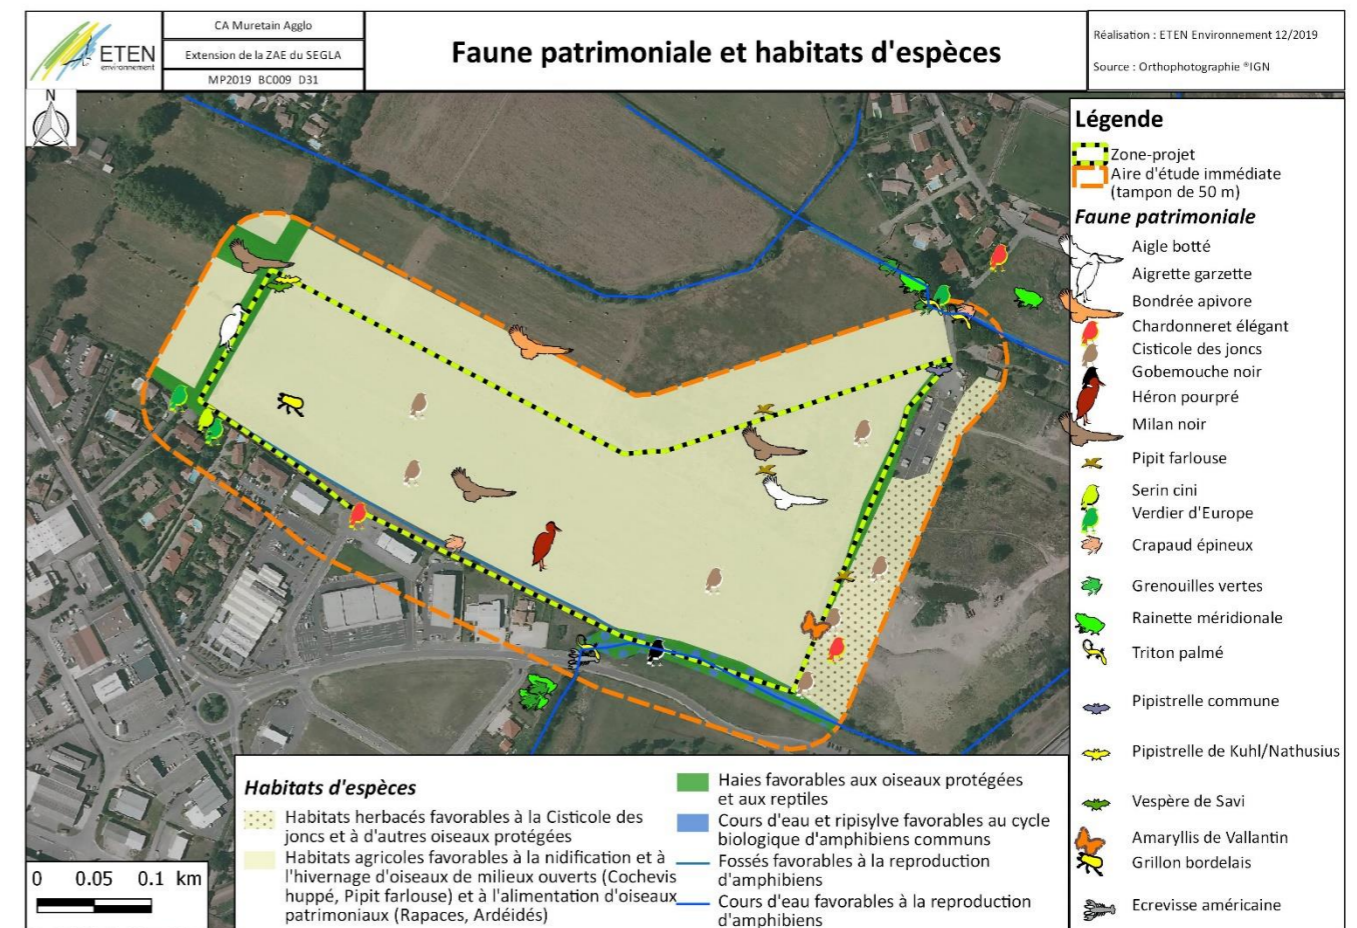 ETEN
environnement
CA Muretain Agglo
Extension de la ZAE du SEGLA
MP2019 BC009 D31
Faune patrimoniale et habitats d'espèces
Réalisation : ETEN Environnement 12/2019
Source : Orthophotographie ®IGN
N
Légende
Zone-projet
Aire d'étude immédiate
(tampon de 50 m)
Faune patrimoniale
Aigle botté
Aigrette garzette
Bondrée apivore
Chardonneret élégant
Cisticole des joncs
Gobemouche noir
Héron pourpré
Milan noir
Pipit farlouse
Serin cini
Verdier d'Europe
Crapaud épineux
Grenouilles vertes
Rainette méridionale
Triton palmé
Pipistrelle commune
Pipistrelle de Kuhl/Nathusius
Vespère de Savi
Amaryllis de Vallantin
Grillon bordelais
Ecrevisse américaine
Habitats d'espèces
Habitats herbacés favorables à la Cisticole des
joncs et à d'autres oiseaux protégées
Habitats agricoles favorables à la nidification et à
l'hivernage d'oiseaux de milieux ouverts (Cochevis
huppé, Pipit farlouse) et à l'alimentation d'oiseaux
patrimoniaux (Rapaces, Ardéidés)
Haies favorables aux oiseaux protégées
et aux reptiles
Cours d'eau et ripisylve favorables au cycle
biologique d'amphibiens communs
Fossés favorables à la reproduction
d'amphibiens
Cours d'eau favorables à la reproduction
d'amphibiens
0 0.05 0.1 km